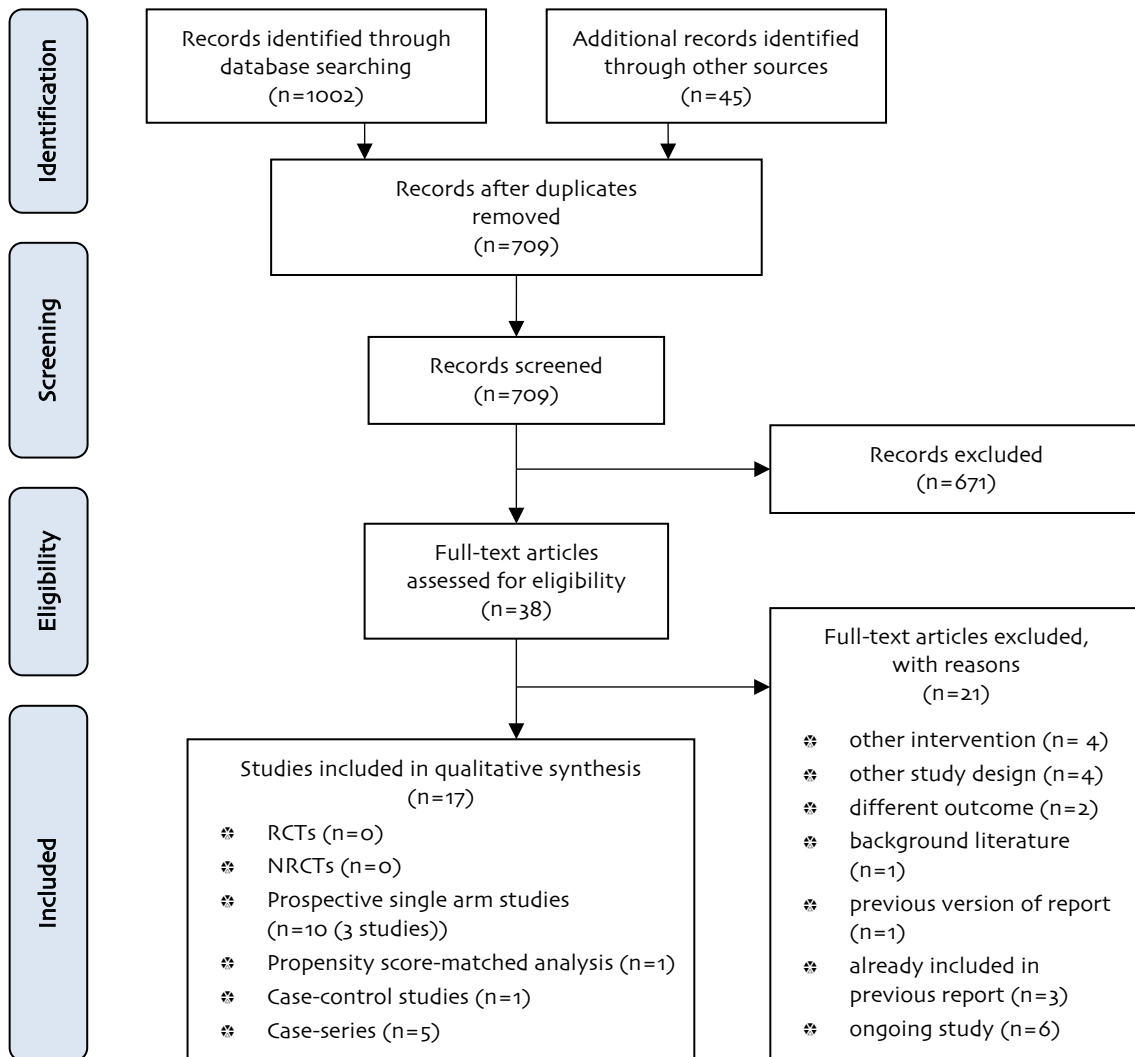 Identification
Records identified through
database searching
(n=1002)
Additional records identified
through other sources
(n=45)
Records after duplicates
removed
(n=709)
Screening
Records screened
(n=709)
Records excluded
(n=671)
Eligibility
Full-text articles
assessed for eligibility
(n=38)
Full-text articles excluded,
with reasons
(n=21)
other intervention (n= 4)
other study design (n=4)
different outcome (n=2)
background literature
(n=1)
previous version of report
(n=1)
already included in
previous report (n=3)
ongoing study (n=6)
Included
Studies included in qualitative synthesis
(n=17)
RCTs (n=0)
NRCTs (n=0)
Prospective single arm studies
(n=10 (3 studies))
Propensity score-matched analysis (n=1)
Case-control studies (n=1)
Case-series (n=5)